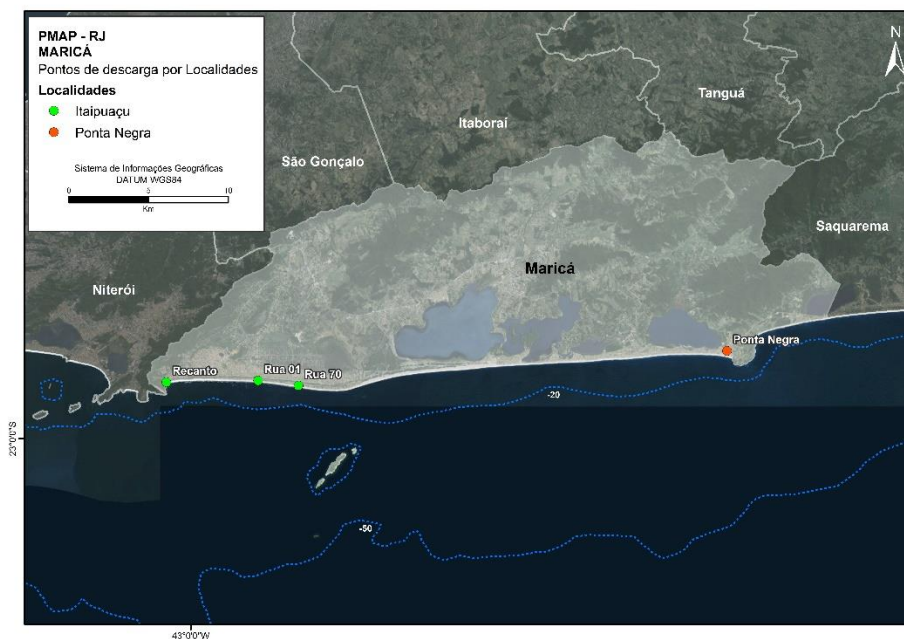 PMAP - RJ
MARICÁ
Pontos de descarga por Localidades
Localidades
Itaipuaçu
Ponta Negra
Sistema de Informações Geográficas
DATUM WGS84
0 5 10
Km
N
Tanguá
Itaboraí
São Gonçalo
Saquarema
Maricá
Niterói
Ponta Negra
Recanto
Rua 01
Rua 70
-20
23°0'0"S
-50
43°0'0"W